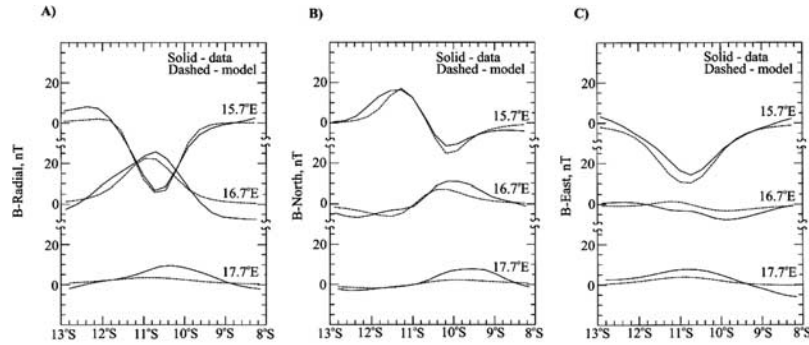 A)
Solid - data
Dashed - model
B-Radial, nT
20
0
20
0
20
0
15.7°E
16.7°E
17.7°E
13°S
12°S
11°S
10°S
9°S
8°S
B)
Solid - data
Dashed - model
B-North, nT
20
0
20
0
20
0
15.7°E
16.7°E
17.7°E
13°S
12°S
11°S
10°S
9°S
8°S
C)
Solid - data
Dashed - model
B-East, nT
20
0
20
0
20
0
15.7°E
16.7°E
17.7°E
13°S
12°S
11°S
10°S
9°S
8°S